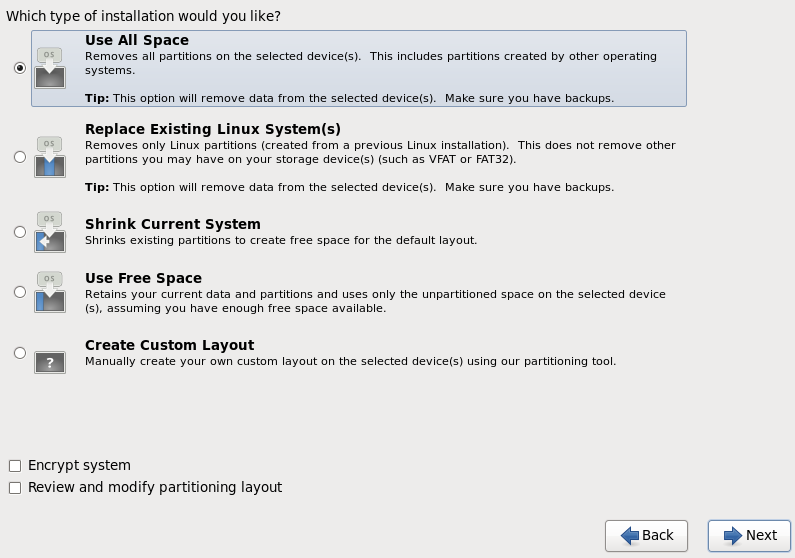 Which type of installation would you like?
OS
Use All Space
Removes all partitions on the selected device(s).  This includes partitions created by other operating
systems.
Tip: This option will remove data from the selected device(s).  Make sure you have backups.
OS
Replace Existing Linux System(s)
Removes only Linux partitions (created from a previous Linux installation).  This does not remove other
partitions you may have on your storage device(s) (such as VFAT or FAT32).
Tip: This option will remove data from the selected device(s).  Make sure you have backups.
OS
Shrink Current System
Shrinks existing partitions to create free space for the default layout.
OS
Use Free Space
Retains your current data and partitions and uses only the unpartitioned space on the selected device
(s), assuming you have enough free space available.
?
Create Custom Layout
Manually create your own custom layout on the selected device(s) using our partitioning tool.
Encrypt system
Review and modify partitioning layout
Back
Next